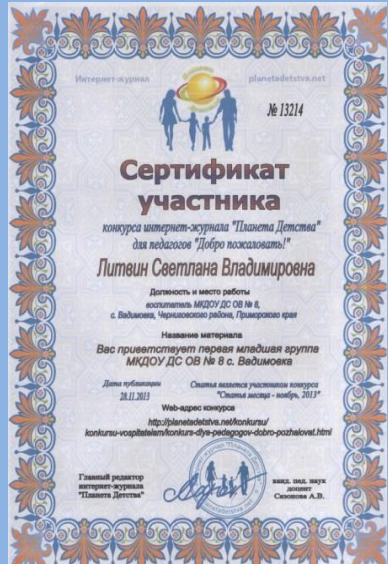 Интернет-журнал planetadetstva.net
№ 13214
Сертификат
участника
конкурса интернет-журнала "Планета Детства"
для педагогов "Добро пожаловать!"
Литвин Светлана Владимировна
Должность и место работы
воспитатель МКДОУ ДС ОВ № 8,
с. Вадимовка, Черниговского района, Приморского края
Название материала
Вас приветствует первая младшая группа
МКДОУ ДС ОВ № 8 с. Вадимовка
Дата публикации
28.11.2013
Статья является участником конкурса
"Статья месяца - ноябрь, 2013"
Web-адрес конкурса
http://planetadetstva.net/konkursu/
konkursu-vospitatelam/konkurs-dlya-pedagogov-dobro-pozhalovat.html
Главный редактор
интернет-журнала
"Планета Детства"
канд. пед. наук
доцент
Сизонова А.В.